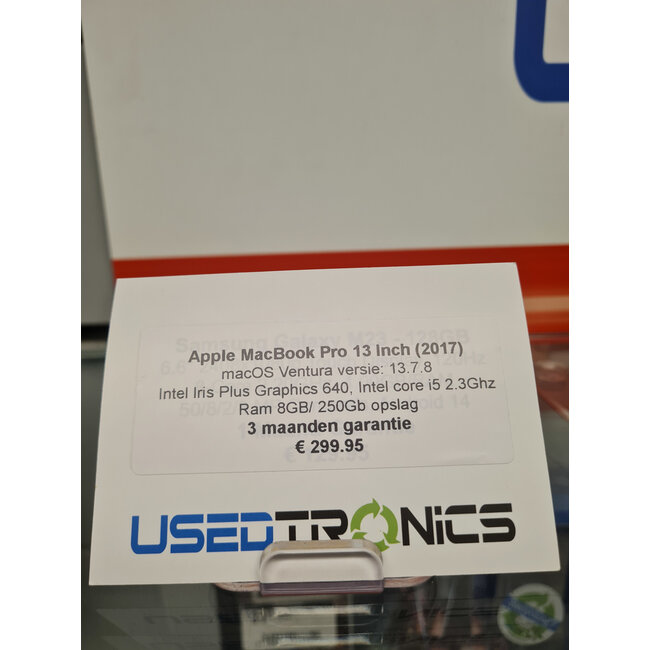 Apple MacBook Pro 13 Inch (2017)
macOS Ventura versie: 13.7.8
Intel Iris Plus Graphics 640, Intel core i5 2.3Ghz
Ram 8GB/ 250Gb opslag
3 maanden garantie
€ 299.95
USEDTRONiCS